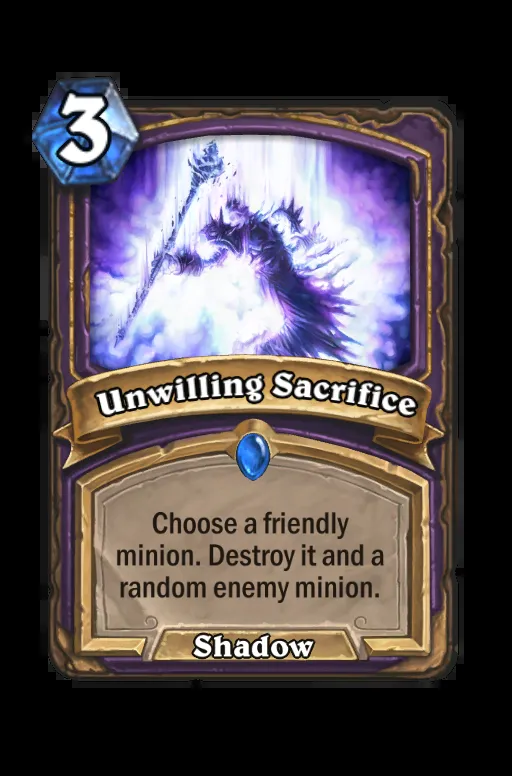 3
Unwilling Sacrifice
Choose a friendly
minion. Destroy it and a
random enemy minion.
Shadow